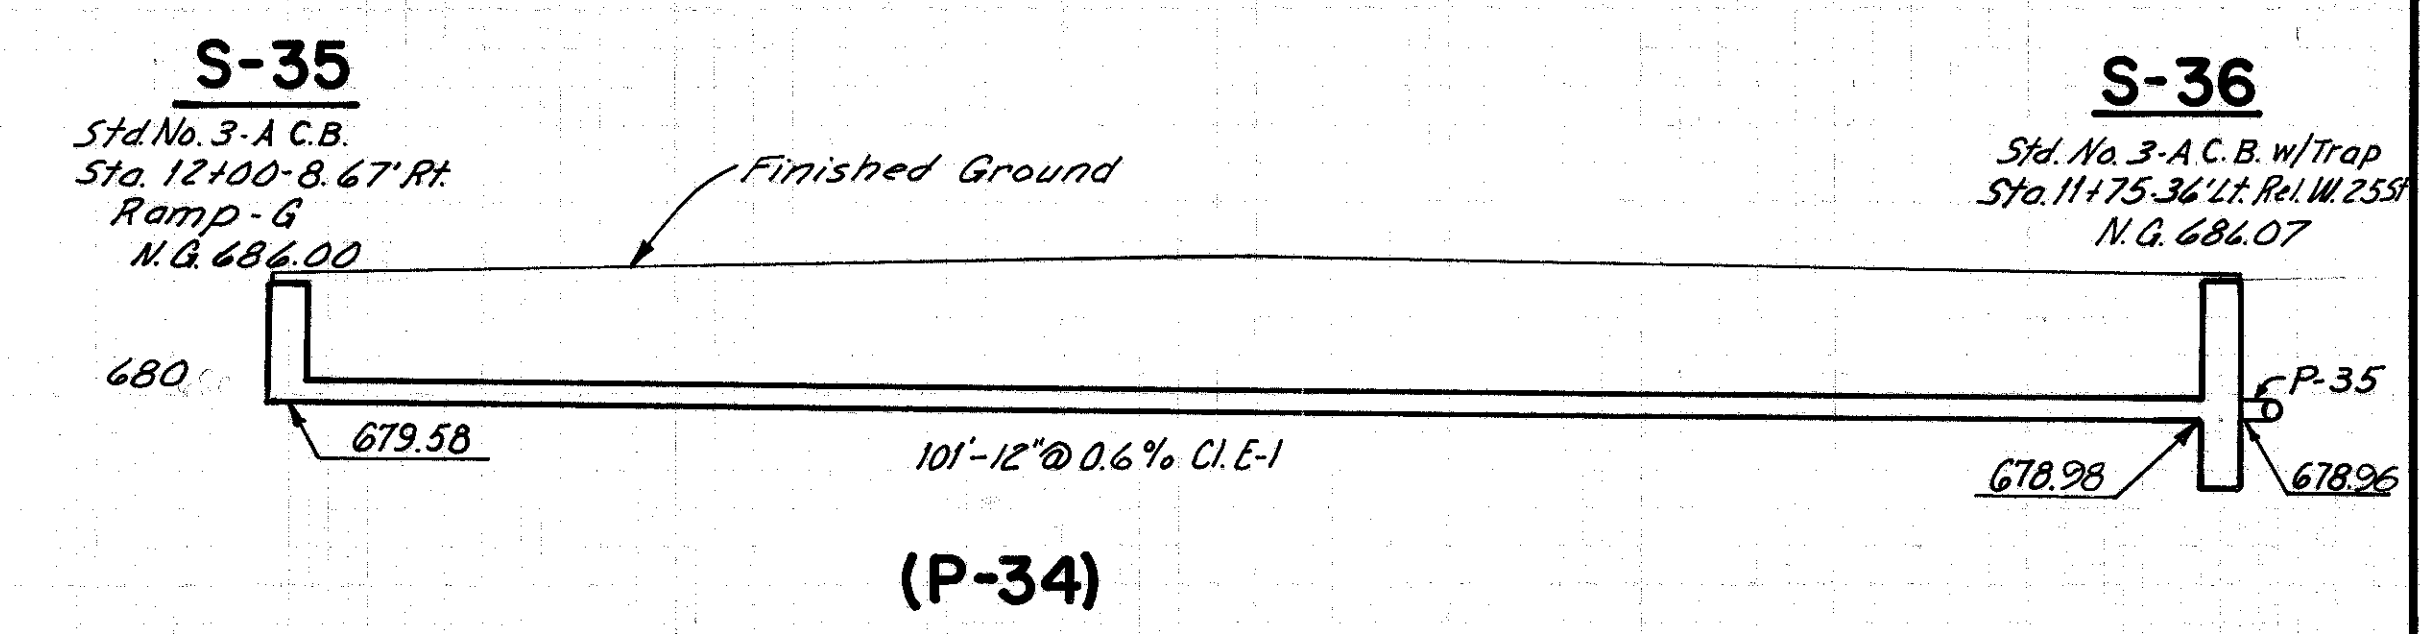 S-35
Std. No. 3-A C.B.
Sta. 12+00-8.67' Rt.
Ramp-G
N.G. 686.00
Finished Ground
S-36
Std. No. 3-A C.B. w/Trap
Sta. 11+75-36' Lt. Rel. W. 25St
N.G. 686.07
680
679.58
101'-12"@ 0.6% Cl. E-1
P-35
678.98
678.96
(P-34)